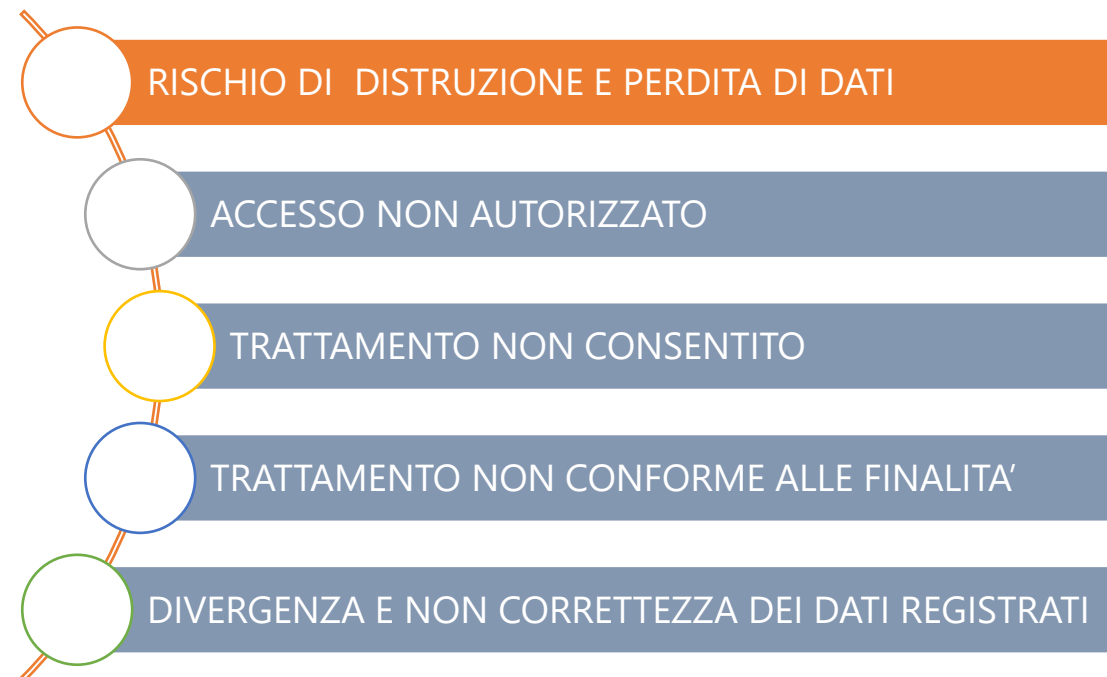 RISCHIO DI  DISTRUZIONE E PERDITA DI DATI
ACCESSO NON AUTORIZZATO
TRATTAMENTO NON CONSENTITO
TRATTAMENTO NON CONFORME ALLE FINALITA’
DIVERGENZA E NON CORRETTEZZA DEI DATI REGISTRATI